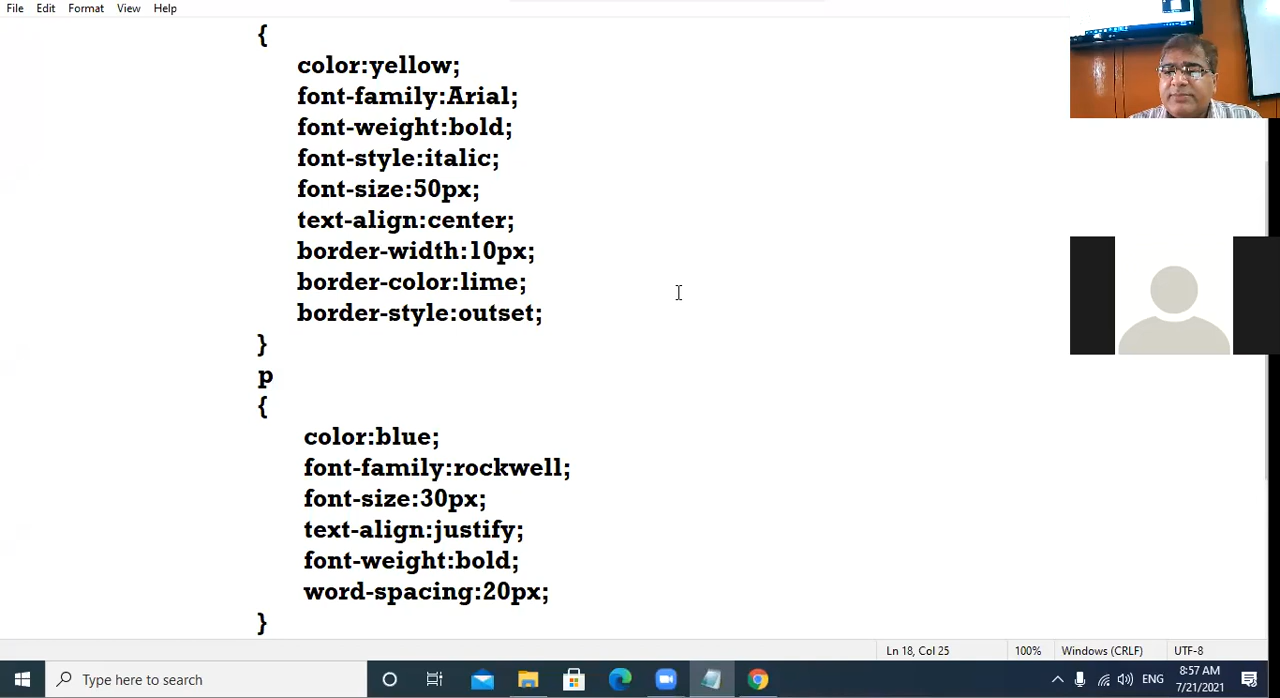 File Edit Format View Help
{
color:yellow;
font-family:Arial;
font-weight:bold;
font-style:italic;
font-size:50px;
text-align:center;
border-width:10px;
border-color:lime;
border-style:outset;
}
p
{
color:blue;
font-family:rockwell;
font-size:30px;
text-align:justify;
font-weight:bold;
word-spacing:20px;
}
Ln 18, Col 25 100% Windows (CRLF) UTF-8
Type here to search ENG 8:57 AM
7/21/2021